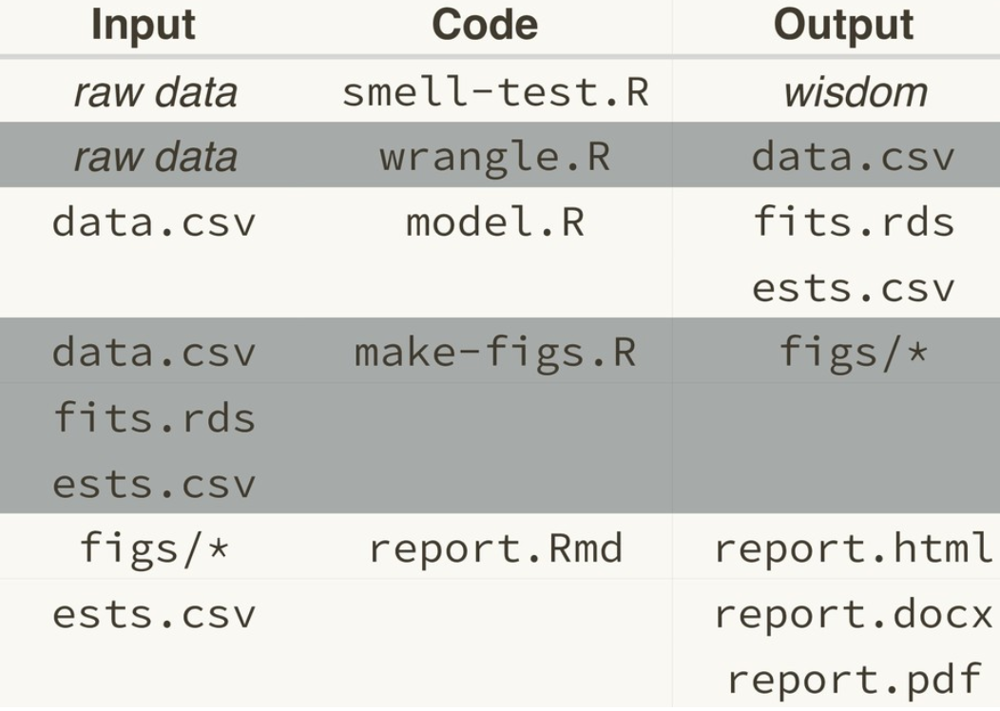 Input Code Output
raw data smell-test.R wisdom
raw data wrangle.R data.csv
data.csv model.R fits.rds
ests.csv
data.csv make-figs.R figs/*
fits.rds
ests.csv
figs/* report.Rmd report.html
ests.csv report.docx
report.pdf